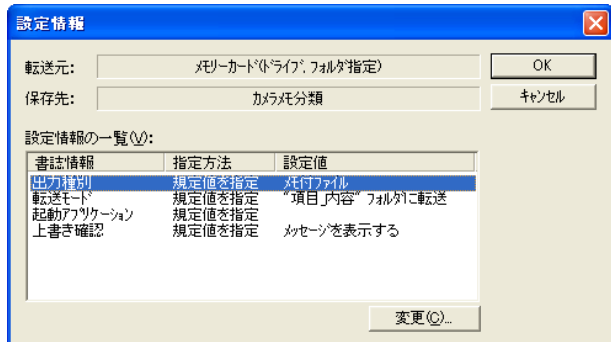 設定情報
転送元: ﾒﾓﾘｰｶｰﾄﾞ(ﾄﾞﾗｲﾌﾞ, ﾌｫﾙﾀﾞ指定) OK
保存先: ｶﾒﾗﾒﾓ分類 ｷｬﾝｾﾙ
設定情報の一覧(V):
書誌情報 指定方法 設定値
出力種別 規定値を指定 ﾒﾓ付ﾌｧｲﾙ
転送ﾓｰﾄﾞ 規定値を指定 "項目_内容" ﾌｫﾙﾀﾞに転送
起動ｱﾌﾟﾘｹｰｼｮﾝ 規定値を指定
上書き確認 規定値を指定 ﾒｯｾｰｼﾞを表示する
変更(C)...